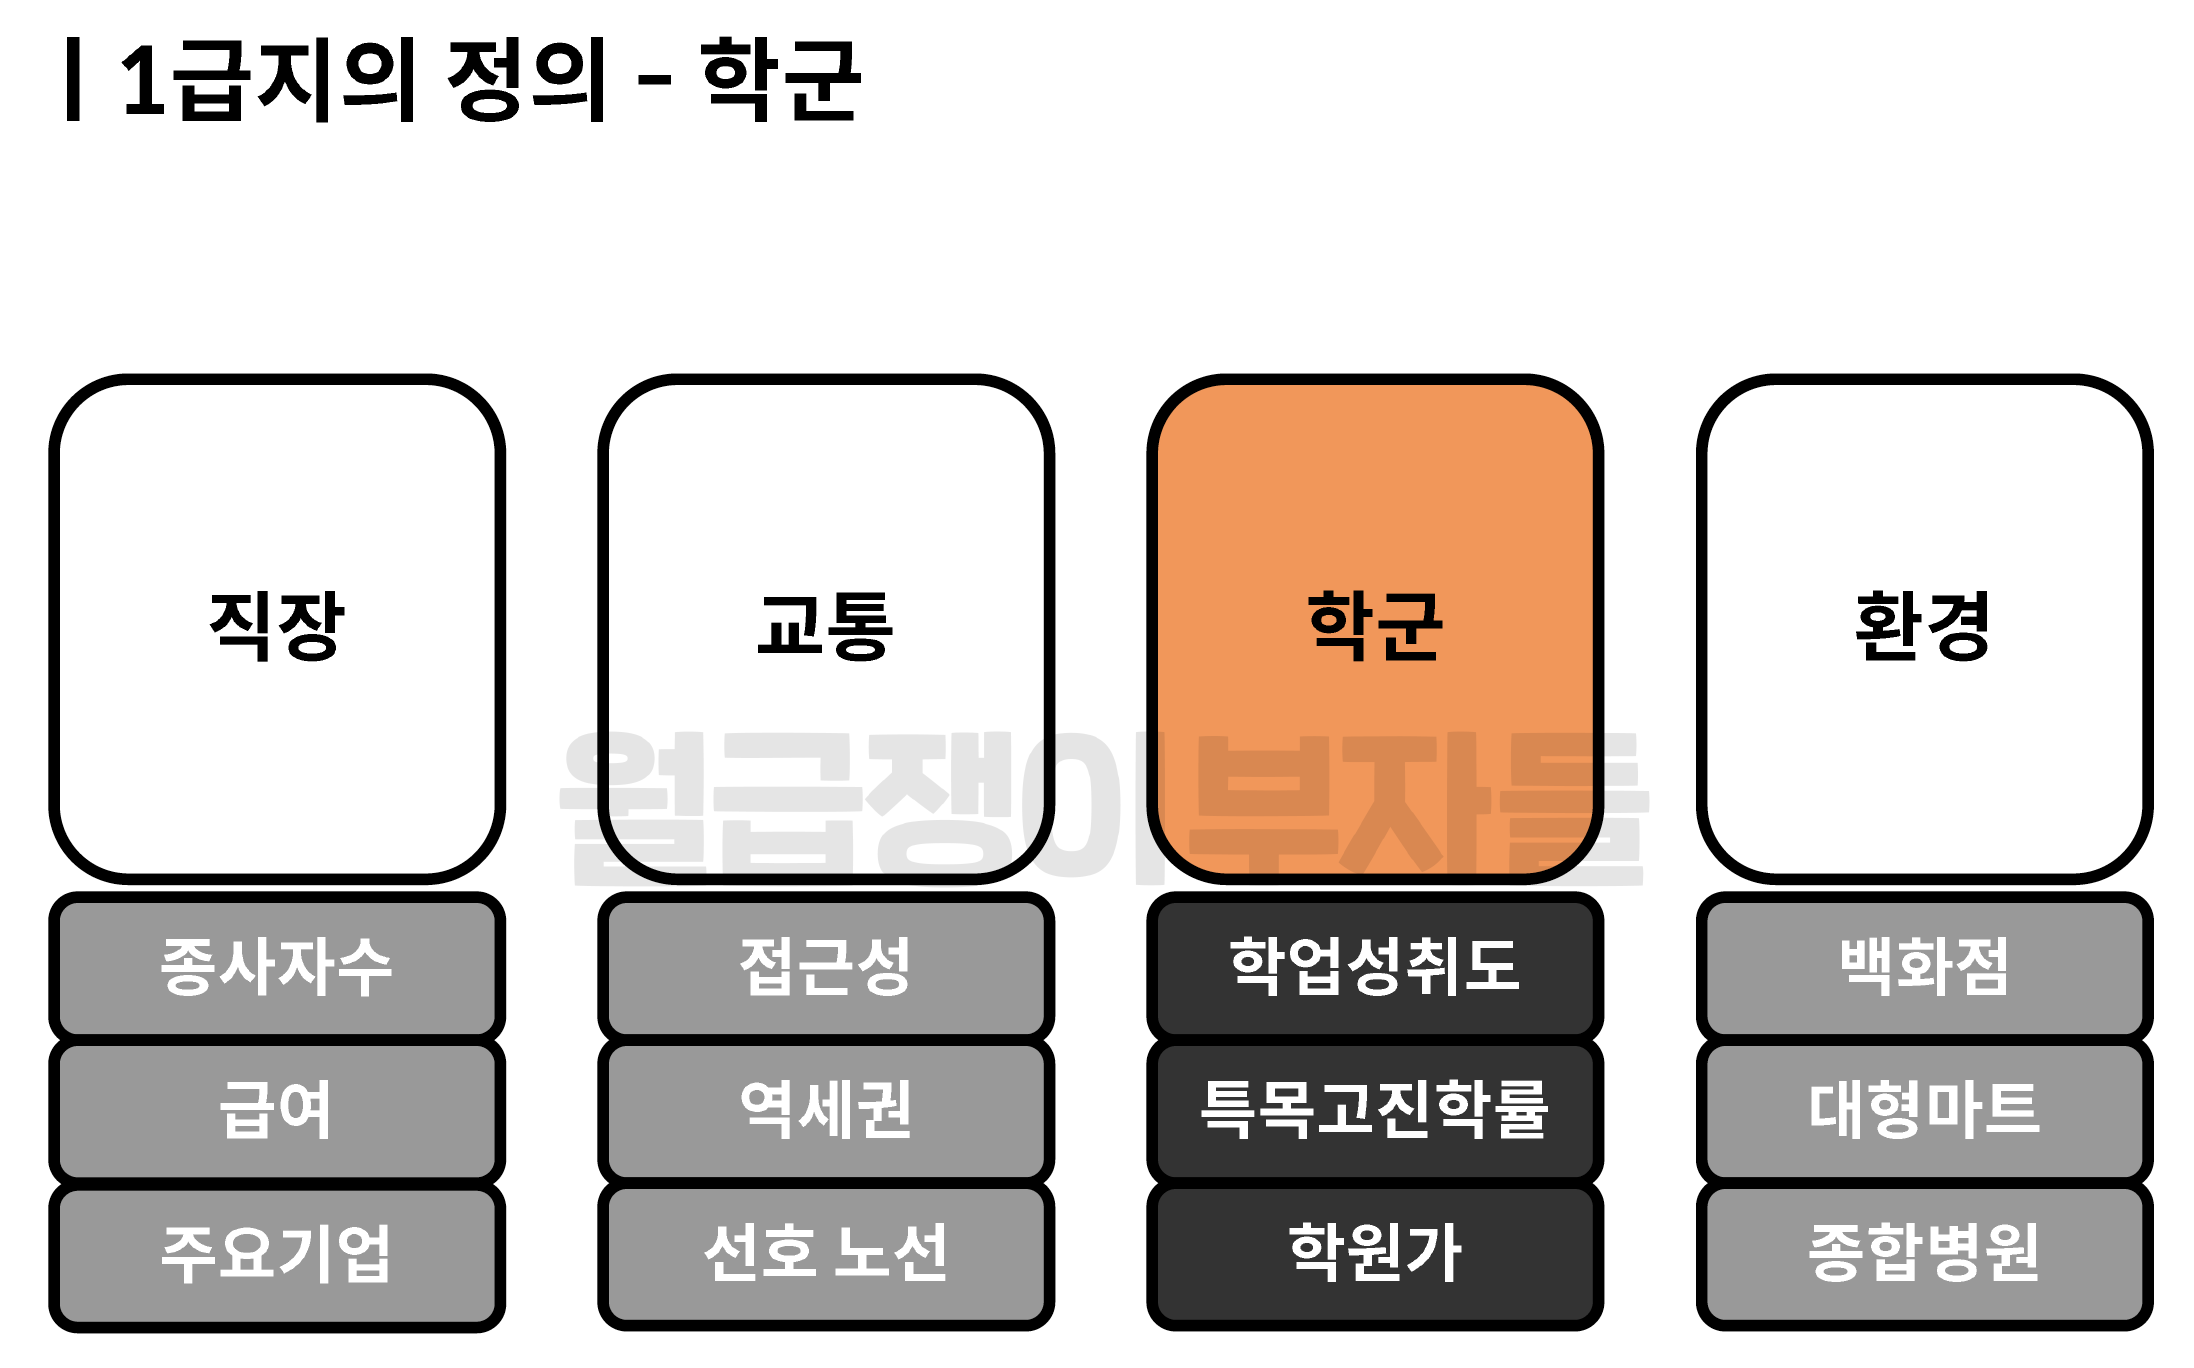 | 1급지의 정의 - 학군
직장 교통 학군 환경
월급쟁이부자들
종사자수 접근성 학업성취도 백화점
급여 역세권 특목고진학률 대형마트
주요기업 선호 노선 학원가 종합병원